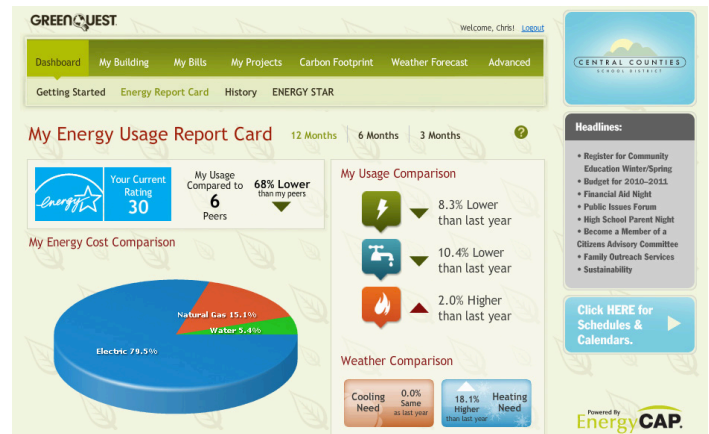 GREENQUEST
Welcome, Chris! Logout
Dashboard My Building My Bills My Projects Carbon Footprint Weather Forecast Advanced
Getting Started Energy Report Card History ENERGY STAR
My Energy Usage Report Card 12 Months 6 Months 3 Months ?
energy
Your Current
Rating
30
My Usage
Compared to
6
Peers
68% Lower
than my peers
My Energy Cost Comparison
Natural Gas 15.1%
Water 5.4%
Electric 79.5%
My Usage Comparison
8.3% Lower
than last year
10.4% Lower
than last year
2.0% Higher
than last year
Weather Comparison
Cooling
Need
0.0%
Same
as last year
18.1%
Higher
than last year
Heating
Need
CENTRAL COUNTIES
SCHOOL DISTRICT
Headlines:
• Register for Community
Education Winter/Spring
• Budget for 2010-2011
• Financial Aid Night
• Public Issues Forum
• High School Parent Night
• Become a Member of a
Citizens Advisory Committee
• Family Outreach Services
• Sustainability
Click HERE for
Schedules &
Calendars.
Powered By
EnergyCAP.